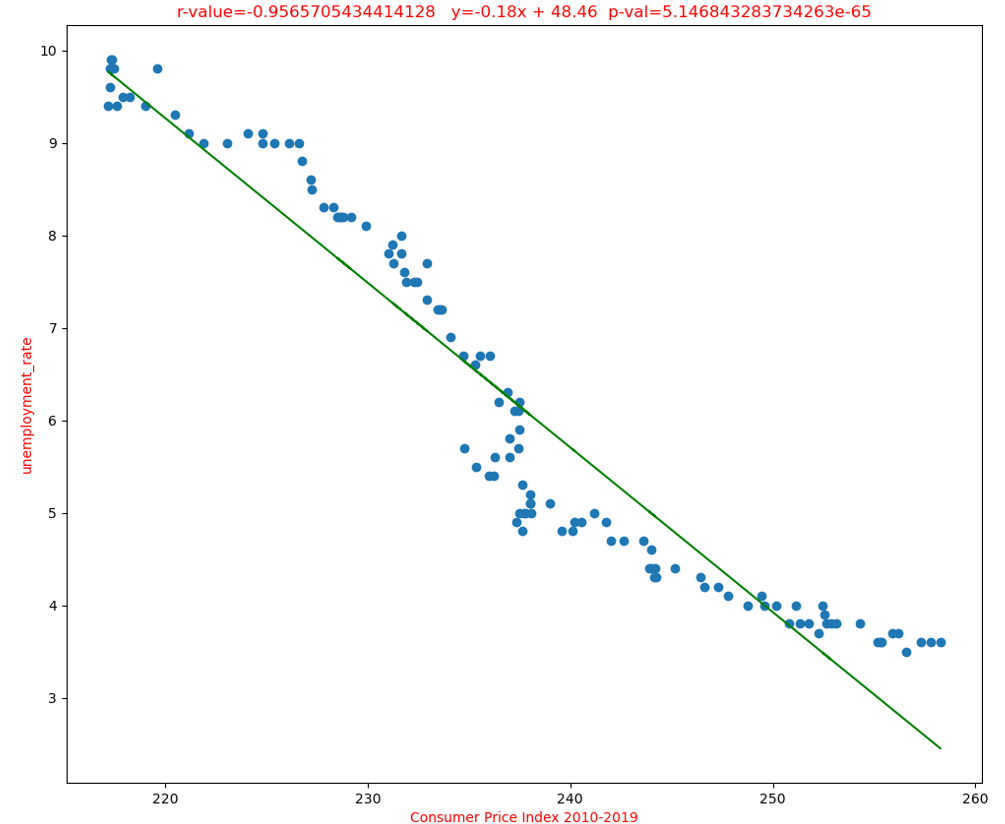 r-value=-0.9565705434414128   y=-0.18x + 48.46  p-val=5.146843283734263e-65
10
9
8
7
6
5
4
3
unemployment_rate
220 230 240 250 260
Consumer Price Index 2010-2019